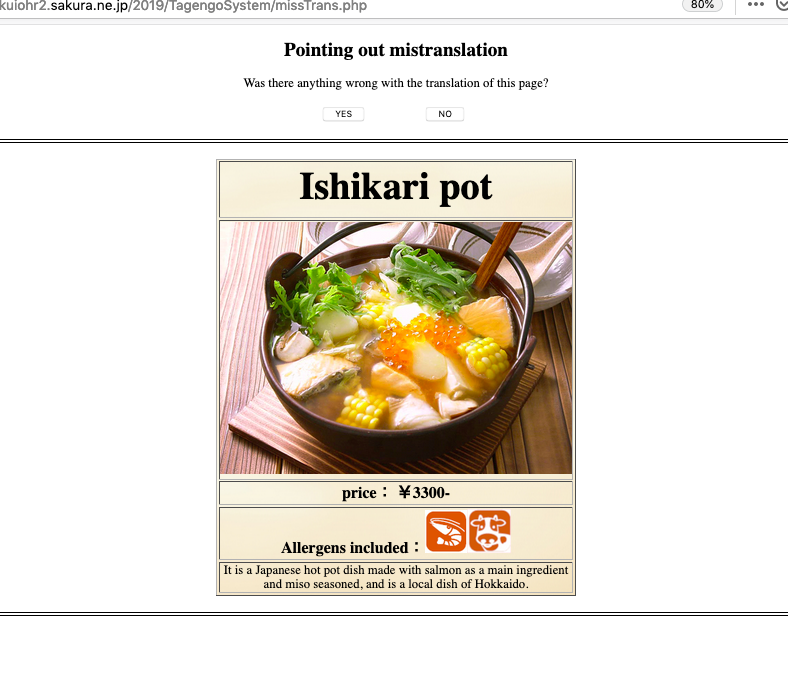 kuiohr2.sakura.ne.jp/2019/TagengoSystem/missTrans.php
80%
Pointing out mistranslation
Was there anything wrong with the translation of this page?
YES
NO
Ishikari pot
price： ￥3300-
Allergens included：
It is a Japanese hot pot dish made with salmon as a main ingredient
and miso seasoned, and is a local dish of Hokkaido.